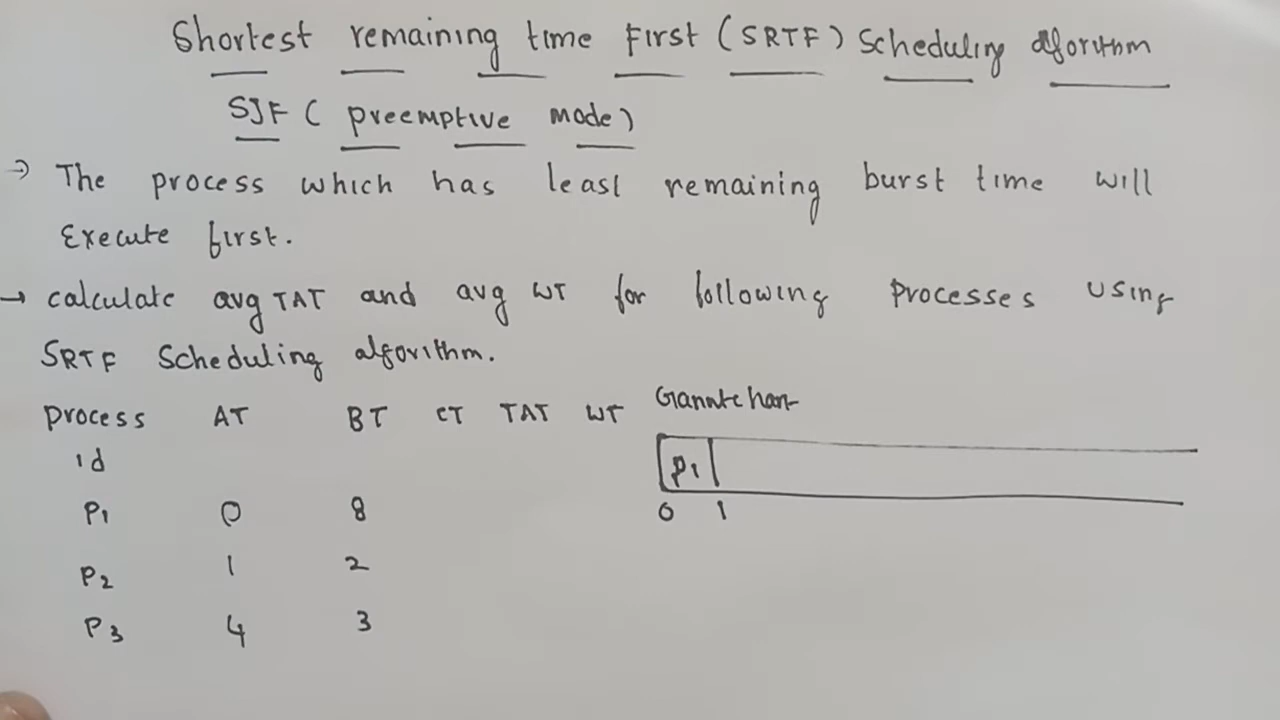 Shortest remaining time First (SRTF) Scheduling algorithm
SJF ( preemptive mode)
→ The process which has least remaining burst time will
Execute first.
→ calculate avg TAT and avg WT for following processes using
SRTF Scheduling algorithm.
process AT BT CT TAT WT Gannt chart
id
P1
0 1
P1 0 8
P2 1 2
P3 4 3